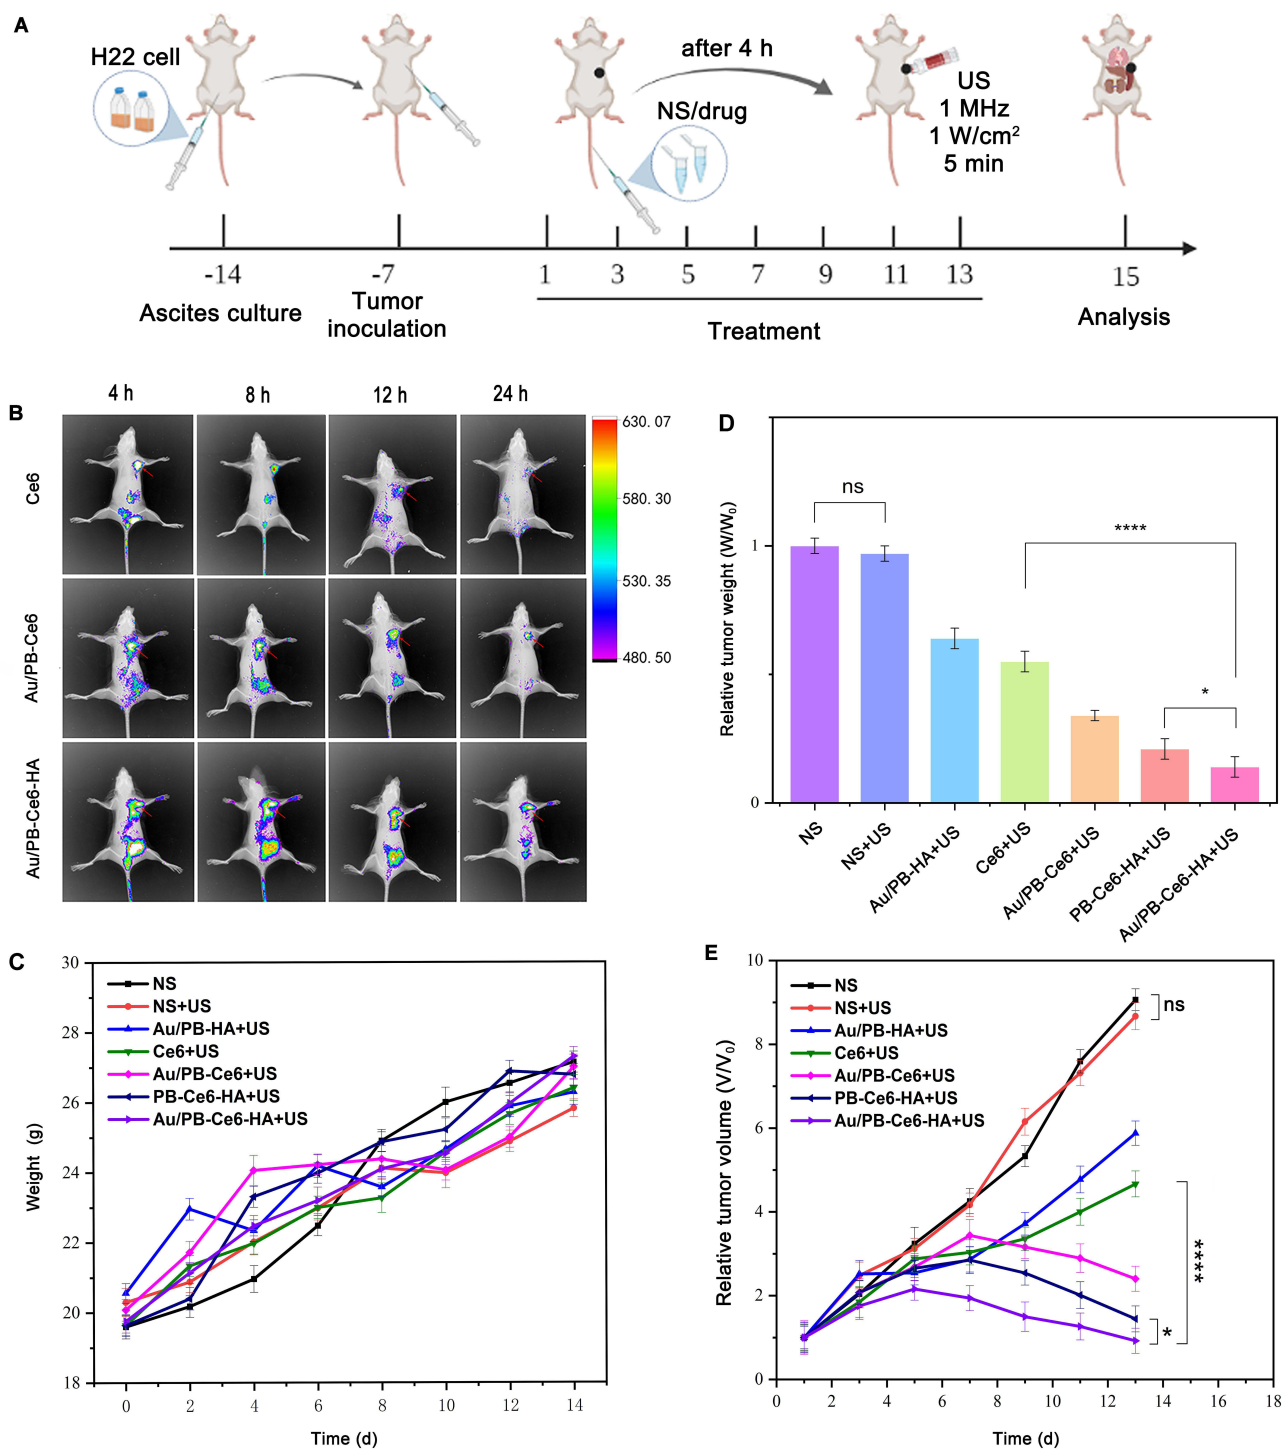 A
H22 cell
after 4 h
NS/drug
US
1 MHz
1 W/cm²
5 min
-14
-7
1
3
5
7
9
11
13
15
Ascites culture
Tumor
inoculation
Treatment
Analysis
B
4 h
8 h
12 h
24 h
Ce6
Au/PB-Ce6
Au/PB-Ce6-HA
630.07
580.30
530.35
480.50
D
Relative tumor weight (W/W₀)
1
0
ns
****
*
NS
NS+US
Au/PB-HA+US
Ce6+US
Au/PB-Ce6+US
PB-Ce6-HA+US
Au/PB-Ce6-HA+US
C
Weight (g)
30
28
26
24
22
20
18
NS
NS+US
Au/PB-HA+US
Ce6+US
Au/PB-Ce6+US
PB-Ce6-HA+US
Au/PB-Ce6-HA+US
0
2
4
6
8
10
12
14
Time (d)
E
Relative tumor volume (V/V₀)
10
8
6
4
2
0
NS
NS+US
Au/PB-HA+US
Ce6+US
Au/PB-Ce6+US
PB-Ce6-HA+US
Au/PB-Ce6-HA+US
ns
****
*
0
2
4
6
8
10
12
14
16
18
Time (d)